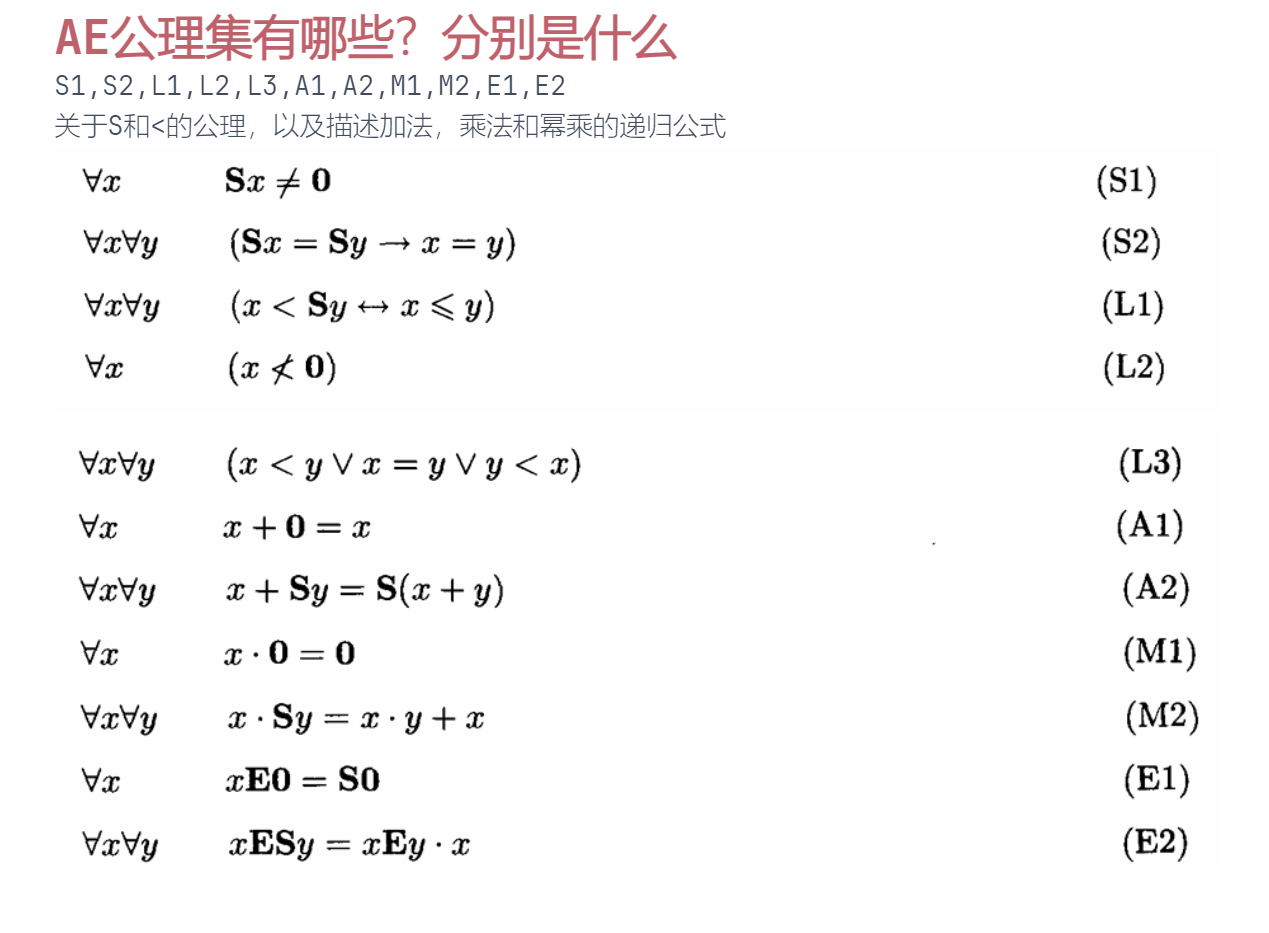 AE公理集有哪些？分别是什么
S1,S2,L1,L2,L3,A1,A2,M1,M2,E1,E2
关于S和<的公理，以及描述加法，乘法和幂乘的递归公式
∀x Sx ≠ 0 (S1)
∀x∀y (Sx = Sy → x = y) (S2)
∀x∀y (x < Sy ↔ x ⩽ y) (L1)
∀x (x ≮ 0) (L2)
∀x∀y (x < y ∨ x = y ∨ y < x) (L3)
∀x x + 0 = x (A1)
∀x∀y x + Sy = S(x + y) (A2)
∀x x · 0 = 0 (M1)
∀x∀y x · Sy = x · y + x (M2)
∀x xE0 = S0 (E1)
∀x∀y xESy = xEy · x (E2)